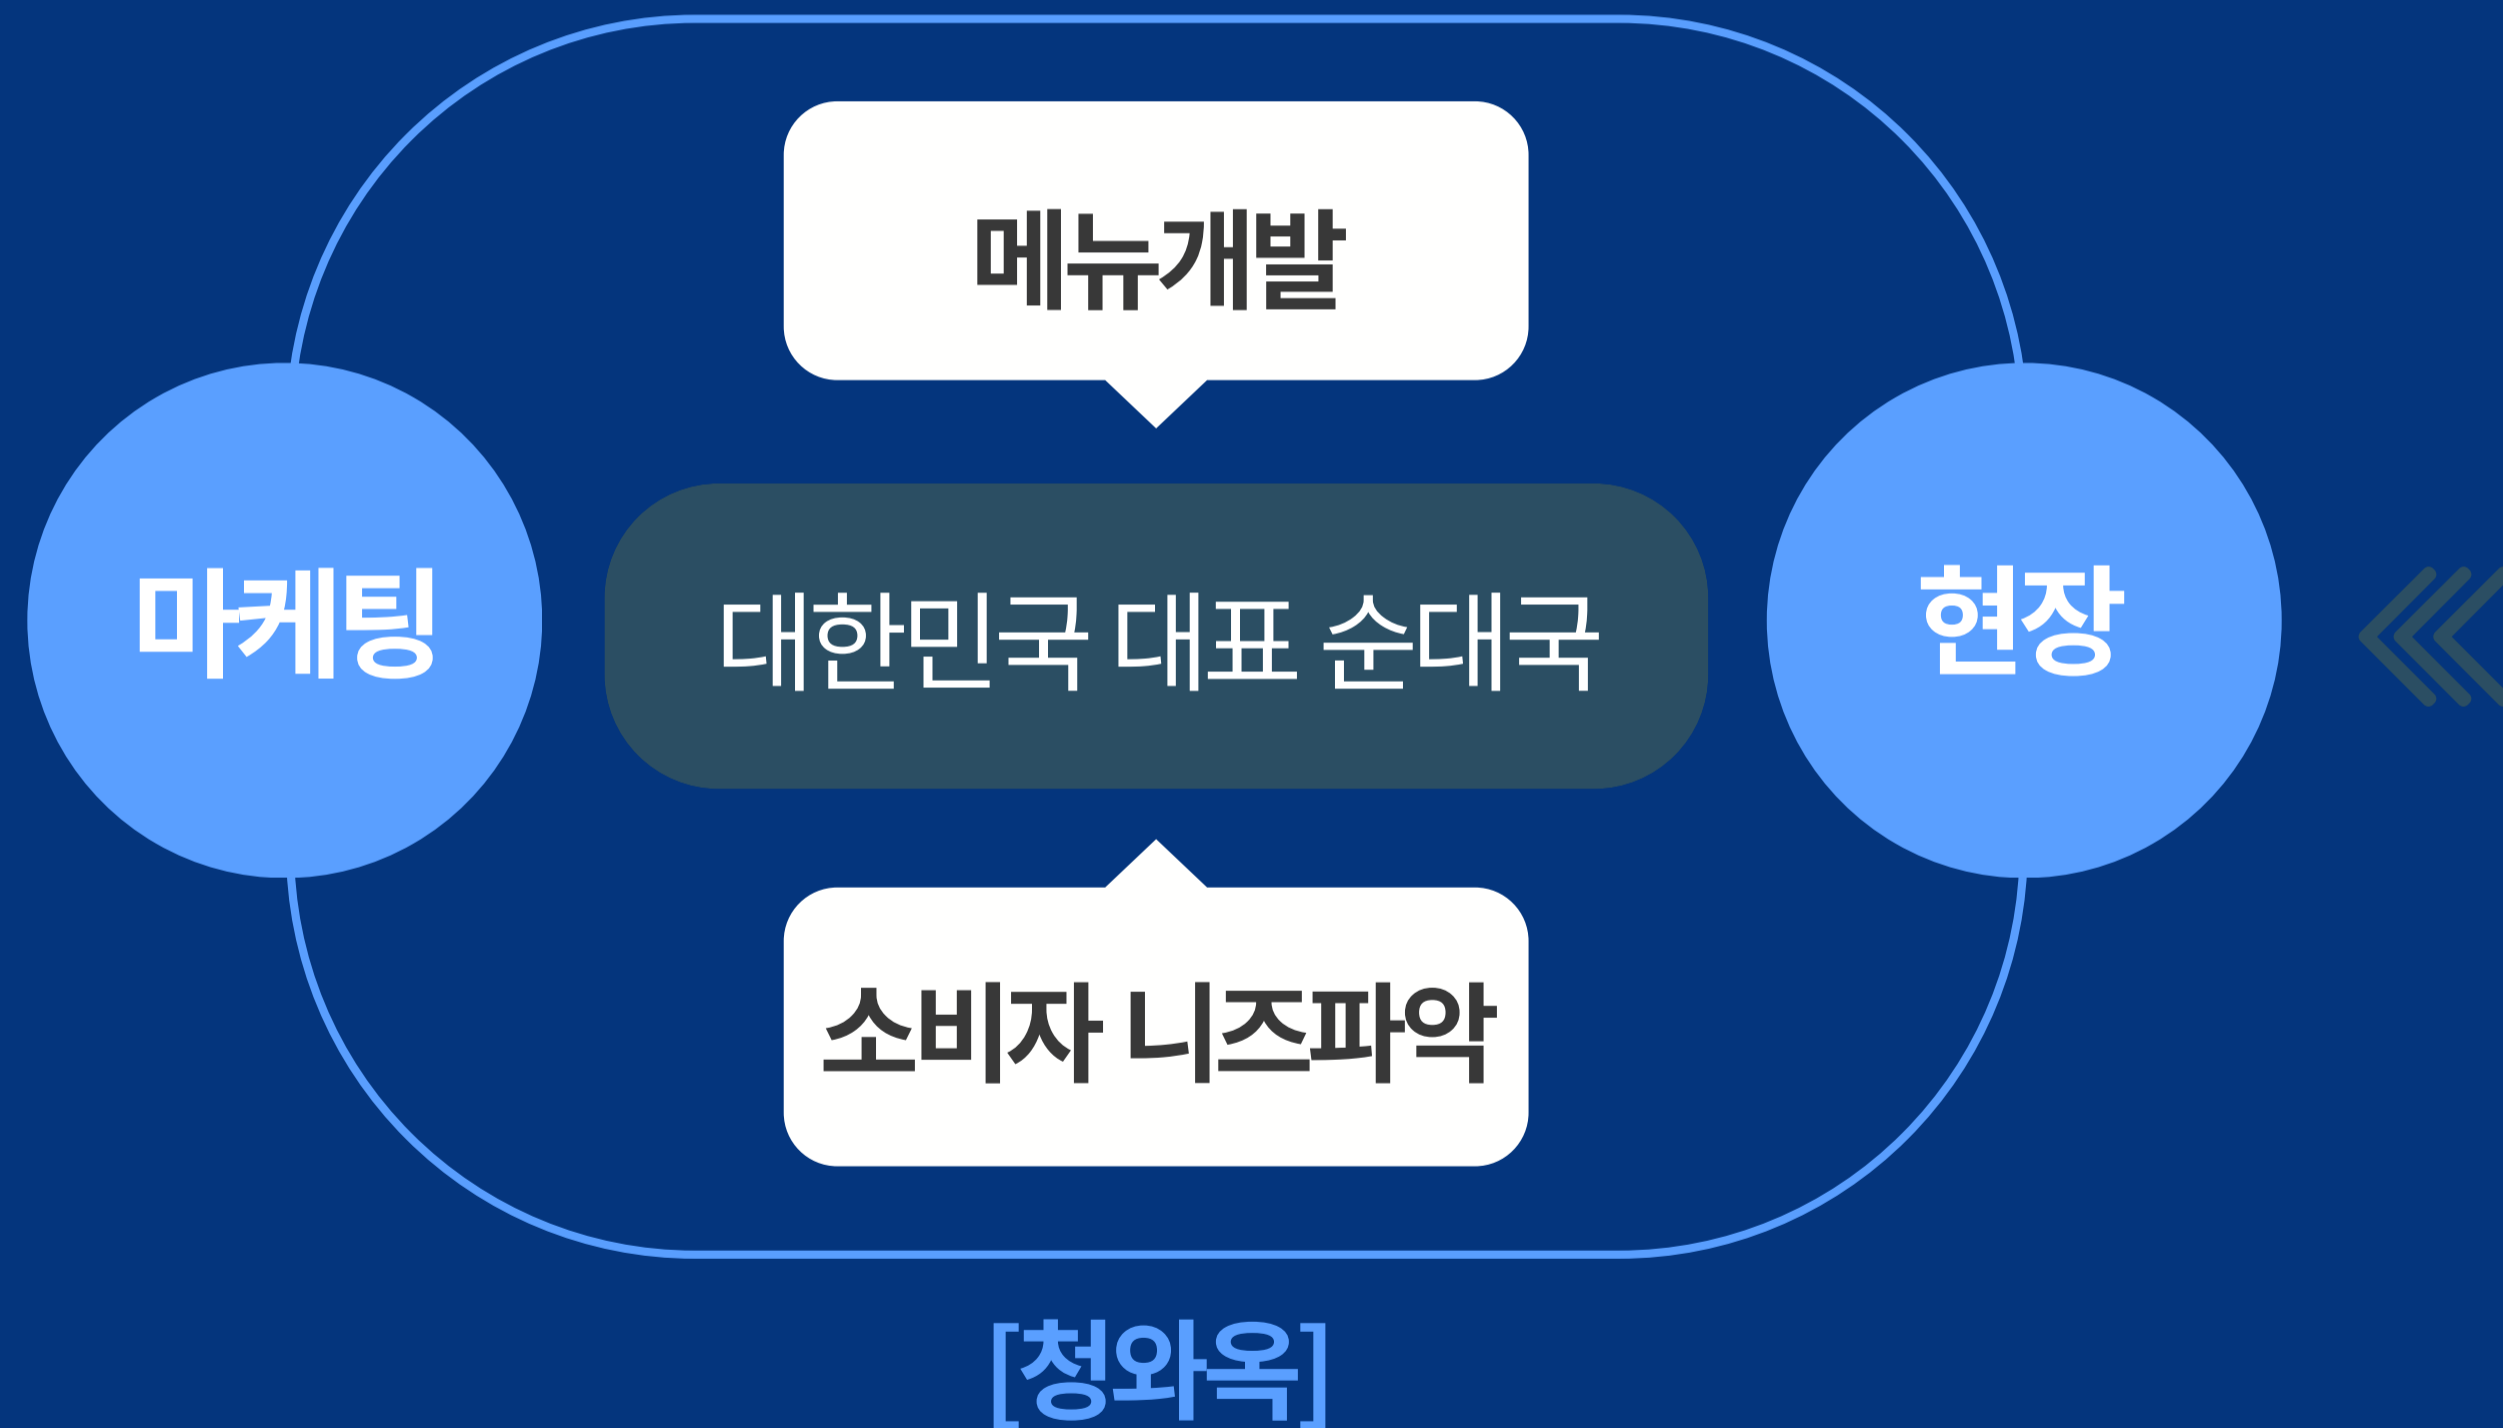 메뉴개발
마케팅
대한민국 대표 순대국
현장
소비자 니즈파악
[청와옥]